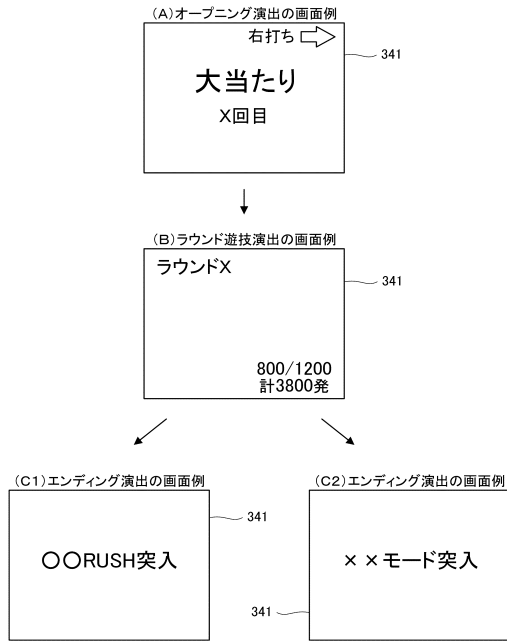 (A)オープニング演出の画面例
右打ち
341
大当たり
X回目
(B)ラウンド遊技演出の画面例
ラウンドX
341
800/1200
計3800発
(C1)エンディング演出の画面例
341
〇〇RUSH突入
(C2)エンディング演出の画面例
××モード突入
341